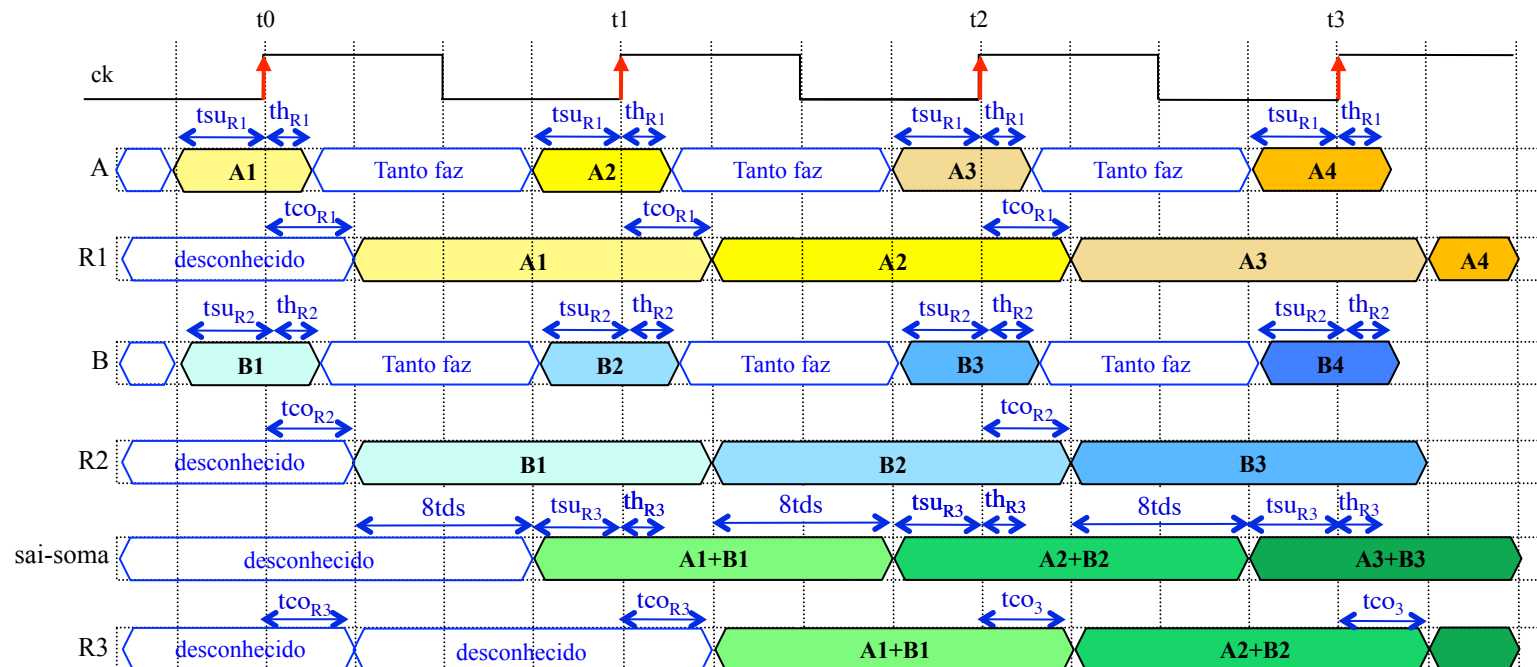 t0 t1 t2 t3
ck
tsuR1 thR1 tsuR1 thR1 tsuR1 thR1 tsuR1 thR1
A A1 Tanto faz A2 Tanto faz A3 Tanto faz A4
tcoR1 tcoR1 tcoR1
R1 desconhecido A1 A2 A3 A4
tsuR2 thR2 tsuR2 thR2 tsuR2 thR2 tsuR2 thR2
B B1 Tanto faz B2 Tanto faz B3 Tanto faz B4
tcoR2 tcoR2
R2 desconhecido B1 B2 B3
8tds tsuR3 thR3 8tds tsuR3 thR3 8tds tsuR3 thR3
sai-soma desconhecido A1+B1 A2+B2 A3+B3
tcoR3 tcoR3 tco3 tco3
R3 desconhecido desconhecido A1+B1 A2+B2